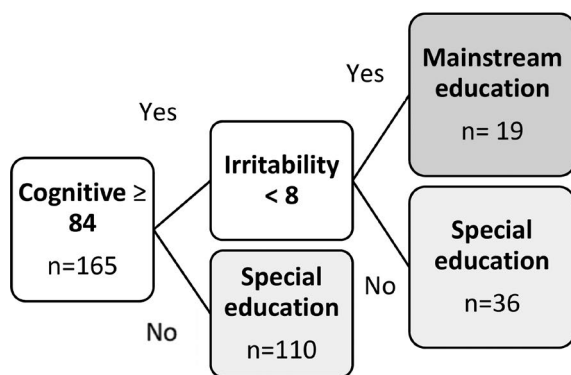 Cognitive ≥
84
n=165
Yes
No
Irritability
< 8
Special
education
n=110
Yes
No
Mainstream
education
n= 19
Special
education
n=36